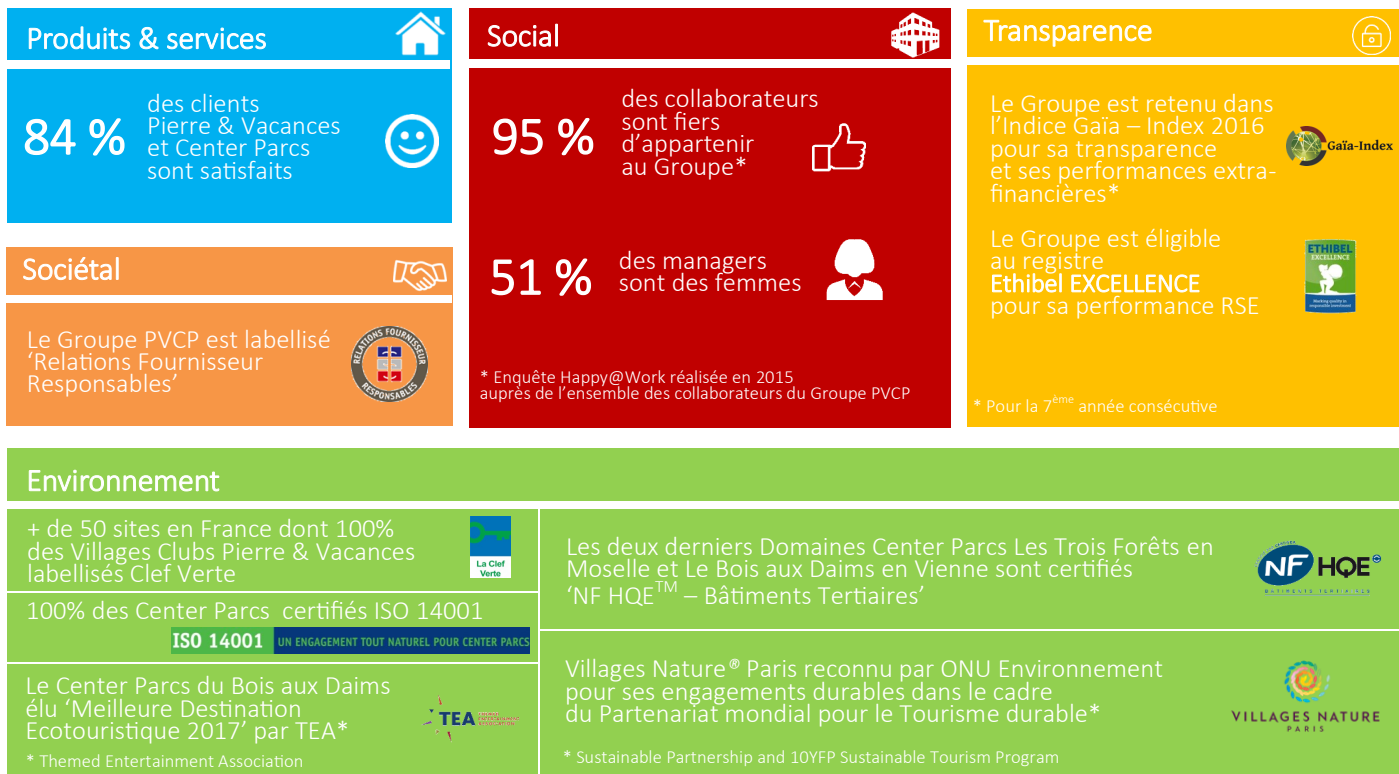 Produits & services
84 %
des clients
Pierre & Vacances
et Center Parcs
sont satisfaits
Sociétal
Le Groupe PVCP est labellisé
‘Relations Fournisseur
Responsables’
RELATIONS FOURNISSEUR
RESPONSABLES
Social
95 %
des collaborateurs
sont fiers
d’appartenir
au Groupe*
51 %
des managers
sont des femmes
* Enquête Happy@Work réalisée en 2015
auprès de l’ensemble des collaborateurs du Groupe PVCP
Transparence
Le Groupe est retenu dans
l’Indice Gaïa – Index 2016
pour sa transparence
et ses performances extra-
financières*
Gaïa-Index
Le Groupe est éligible
au registre
Ethibel EXCELLENCE
pour sa performance RSE
ETHIBEL
EXCELLENCE
Working quality in
responsible investment
* Pour la 7ème année consécutive
Environnement
+ de 50 sites en France dont 100%
des Villages Clubs Pierre & Vacances
labellisés Clef Verte
La Clef
Verte
100% des Center Parcs certifiés ISO 14001
ISO 14001 UN ENGAGEMENT TOUT NATUREL POUR CENTER PARCS
Le Center Parcs du Bois aux Daims
élu ‘Meilleure Destination
Ecotouristique 2017’ par TEA*
TEA
THEMED
ENTERTAINMENT
ASSOCIATION
* Themed Entertainment Association
Les deux derniers Domaines Center Parcs Les Trois Forêts en
Moselle et Le Bois aux Daims en Vienne sont certifiés
‘NF HQE™ – Bâtiments Tertiaires’
NF HQE
BÂTIMENTS TERTIAIRES
Villages Nature® Paris reconnu par ONU Environnement
pour ses engagements durables dans le cadre
du Partenariat mondial pour le Tourisme durable*
VILLAGES NATURE
PARIS
* Sustainable Partnership and 10YFP Sustainable Tourism Program